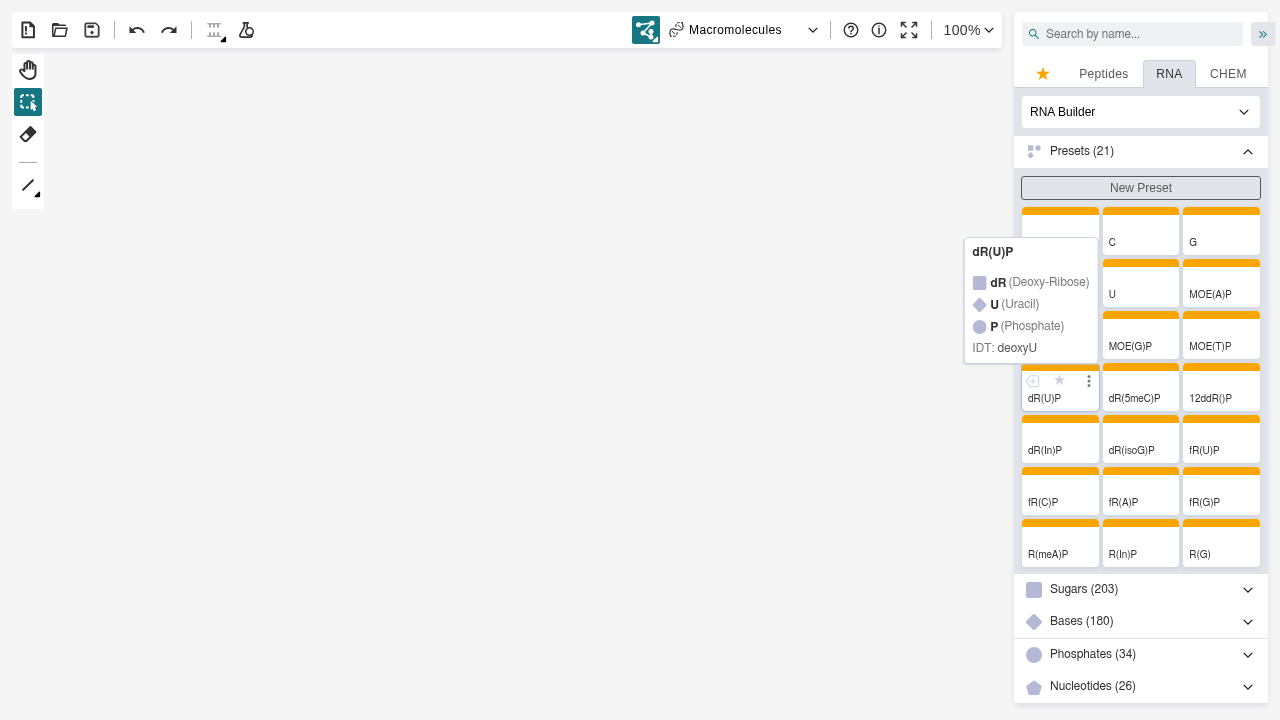 Macromolecules
100%
Search by name...
Peptides
RNA
CHEM
RNA Builder
Presets (21)
New Preset
C
G
dR(U)P
dR (Deoxy-Ribose)
U (Uracil)
P (Phosphate)
IDT: deoxyU
U
MOE(A)P
MOE(G)P
MOE(T)P
dR(U)P
dR(5meC)P
12ddR()P
dR(In)P
dR(isoG)P
fR(U)P
fR(C)P
fR(A)P
fR(G)P
R(meA)P
R(In)P
R(G)
Sugars (203)
Bases (180)
Phosphates (34)
Nucleotides (26)